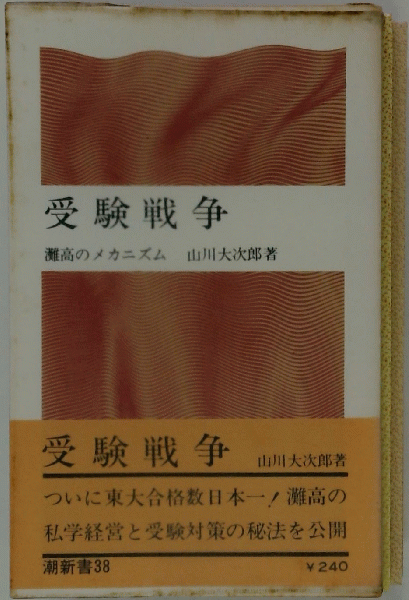 受験戦争
灘高のメカニズム 山川大次郎著
受験戦争 山川大次郎著
ついに東大合格数日本一！灘高の
私学経営と受験対策の秘法を公開
潮新書38 ¥240